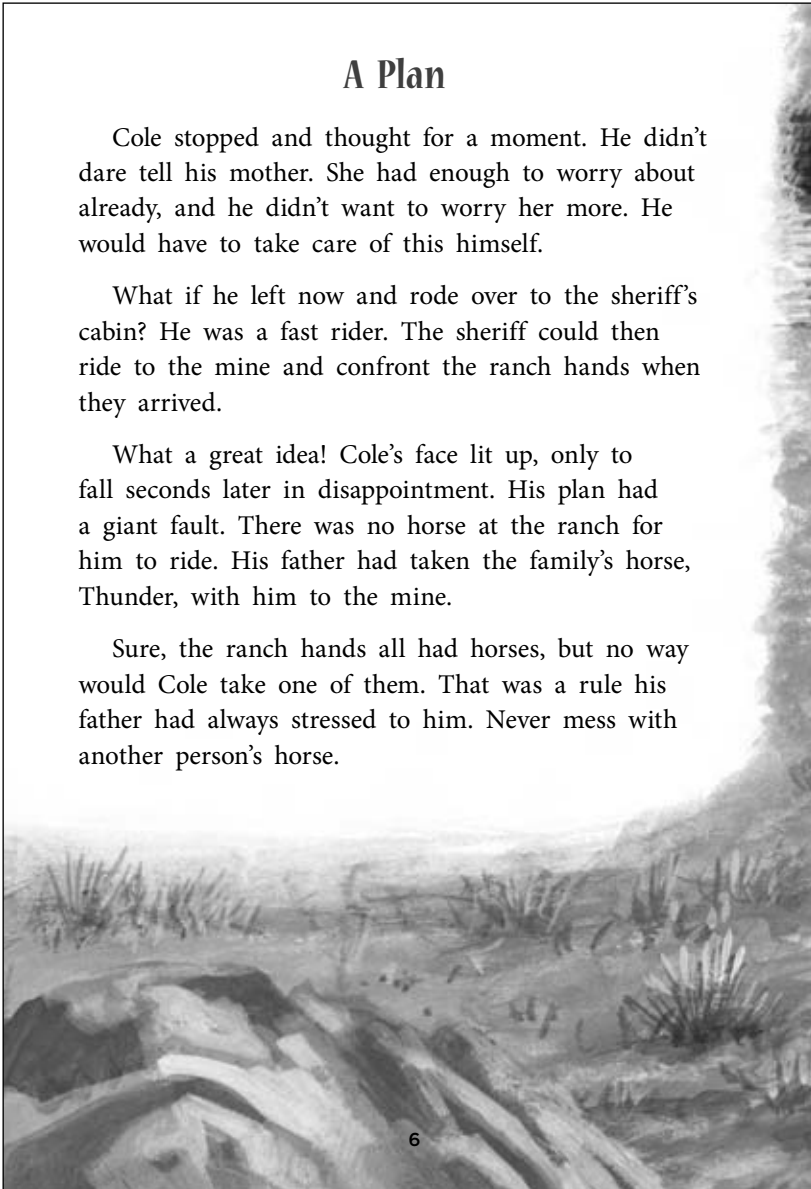 A Plan
Cole stopped and thought for a moment. He didn’t
dare tell his mother. She had enough to worry about
already, and he didn’t want to worry her more. He
would have to take care of this himself.
What if he left now and rode over to the sheriff’s
cabin? He was a fast rider. The sheriff could then
ride to the mine and confront the ranch hands when
they arrived.
What a great idea! Cole’s face lit up, only to
fall seconds later in disappointment. His plan had
a giant fault. There was no horse at the ranch for
him to ride. His father had taken the family’s horse,
Thunder, with him to the mine.
Sure, the ranch hands all had horses, but no way
would Cole take one of them. That was a rule his
father had always stressed to him. Never mess with
another person’s horse.
6